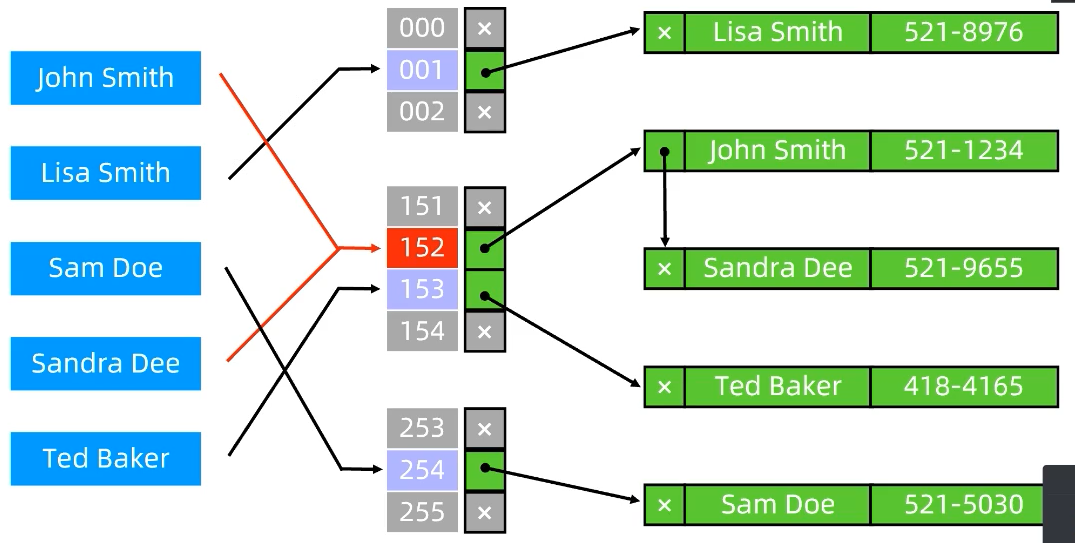 John Smith
Lisa Smith
Sam Doe
Sandra Dee
Ted Baker
000 ×
001
002 ×
151 ×
152
153
154 ×
253 ×
254
255 ×
× Lisa Smith 521-8976
John Smith 521-1234
× Sandra Dee 521-9655
× Ted Baker 418-4165
× Sam Doe 521-5030